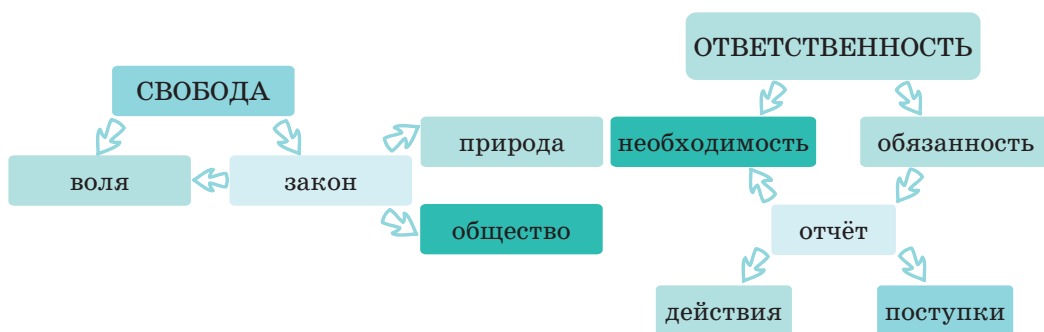 СВОБОДА
воля
закон
природа
общество
ОТВЕТСТВЕННОСТЬ
необходимость
обязанность
отчёт
действия
поступки